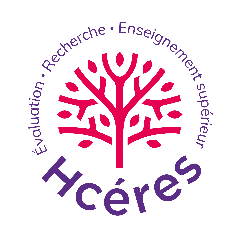 Évaluation • Recherche • Enseignement supérieur
Hcéres